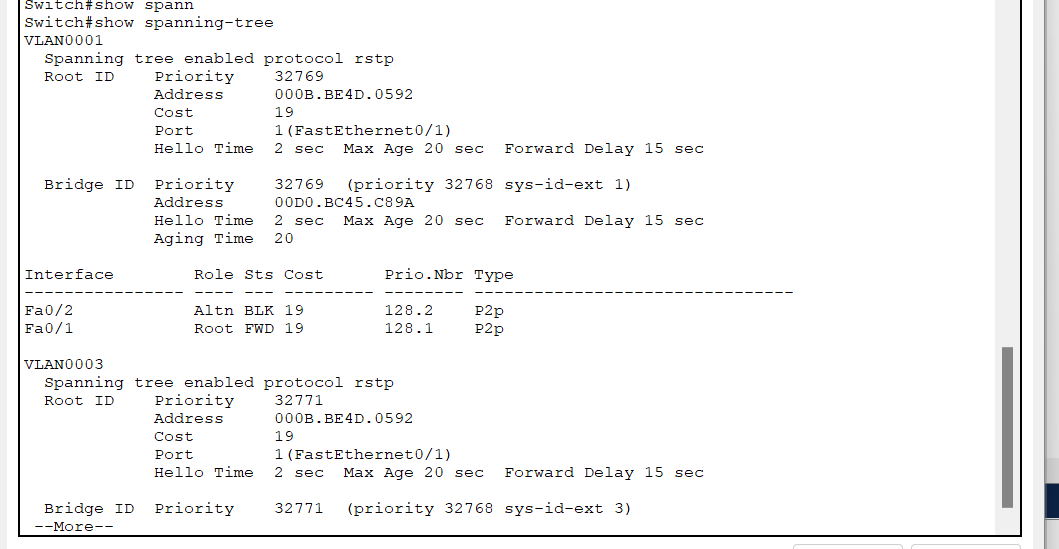 Switch#show spann
Switch#show spanning-tree
VLAN0001
  Spanning tree enabled protocol rstp
  Root ID    Priority    32769
             Address     000B.BE4D.0592
             Cost        19
             Port        1(FastEthernet0/1)
             Hello Time  2 sec  Max Age 20 sec  Forward Delay 15 sec

  Bridge ID  Priority    32769  (priority 32768 sys-id-ext 1)
             Address     00D0.BC45.C89A
             Hello Time  2 sec  Max Age 20 sec  Forward Delay 15 sec
             Aging Time  20

Interface        Role Sts Cost      Prio.Nbr Type
---------------- ---- --- --------- -------- --------------------------------
Fa0/2            Altn BLK 19        128.2    P2p
Fa0/1            Root FWD 19        128.1    P2p

VLAN0003
  Spanning tree enabled protocol rstp
  Root ID    Priority    32771
             Address     000B.BE4D.0592
             Cost        19
             Port        1(FastEthernet0/1)
             Hello Time  2 sec  Max Age 20 sec  Forward Delay 15 sec

  Bridge ID  Priority    32771  (priority 32768 sys-id-ext 3)
 --More--